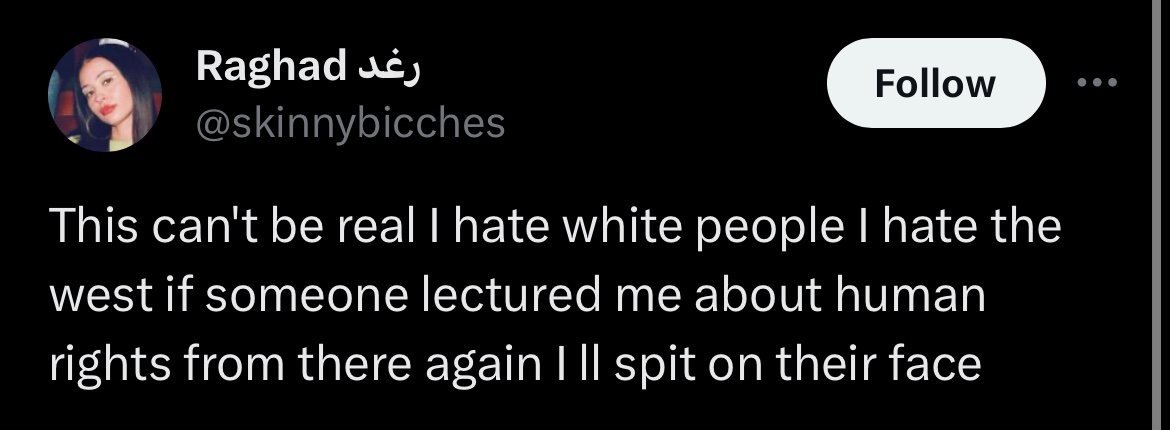 Raghad رغد
@skinnybicches
Follow
This can't be real I hate white people I hate the
west if someone lectured me about human
rights from there again I ll spit on their face